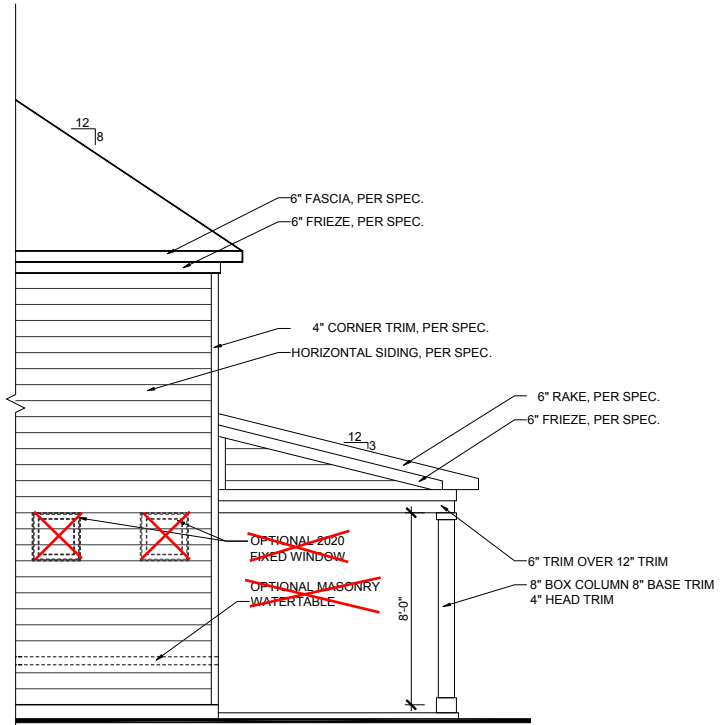 12
8
6" FASCIA, PER SPEC.
6" FRIEZE, PER SPEC.
4" CORNER TRIM, PER SPEC.
HORIZONTAL SIDING, PER SPEC.
6" RAKE, PER SPEC.
6" FRIEZE, PER SPEC.
12
3
OPTIONAL 2020
FIXED WINDOW
OPTIONAL MASONRY
WATERTABLE
8'-0"
6" TRIM OVER 12" TRIM
8" BOX COLUMN 8" BASE TRIM
4" HEAD TRIM